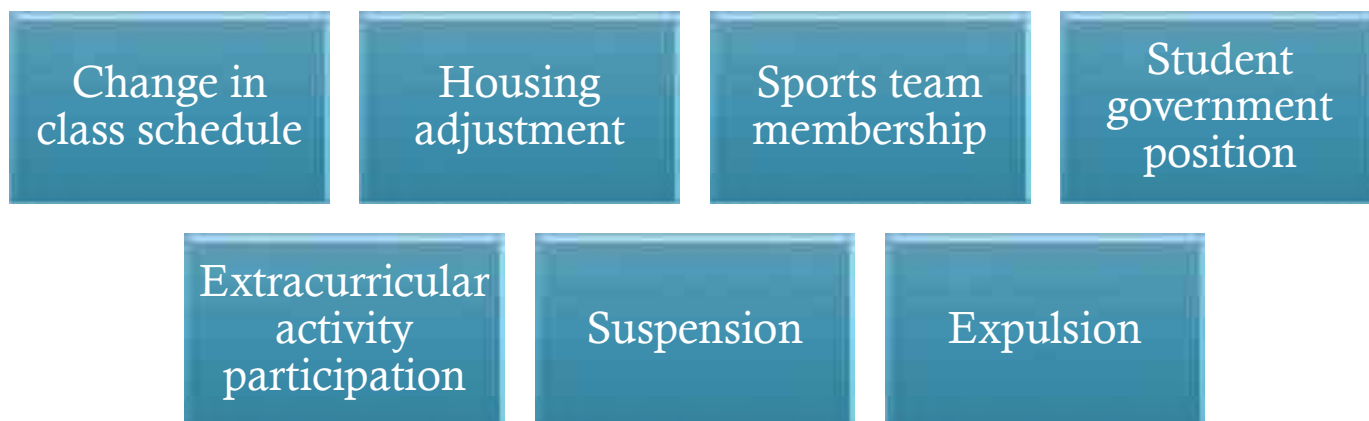 Change in
class schedule
Housing
adjustment
Sports team
membership
Student
government
position
Extracurricular
activity
participation
Suspension
Expulsion